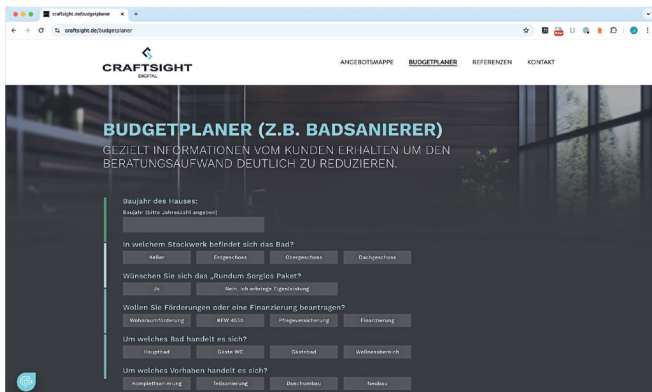 craftsight.de/budgetplaner
craftsight.de/budgetplaner
CRAFTSIGHT
DIGITAL
ANGEBOTSMAPPE BUDGETPLANER REFERENZEN KONTAKT
BUDGETPLANER (Z.B. BADSANIERER)
GEZIELT INFORMATIONEN VOM KUNDEN ERHALTEN UM DEN
BERATUNGSAUFWAND DEUTLICH ZU REDUZIEREN.
Baujahr des Hauses:
Baujahr (bitte Jahreszahl angeben)
In welchem Stockwerk befindet sich das Bad?
Keller Erdgeschoss Obergeschoss Dachgeschoss
Wünschen Sie sich das „Rundum Sorglos Paket?
Ja Nein, ich erbringe Eigenleistung
Wollen Sie Förderungen oder eine Finanzierung beantragen?
Wohnraumförderung KFW 455b Pflegeversicherung Finanzierung
Um welches Bad handelt es sich?
Hauptbad Gäste WC Gästebad Wellnessbereich
Um welches Vorhaben handelt es sich?
Komplettsanierung Teilsanierung Duschumbau Neubau